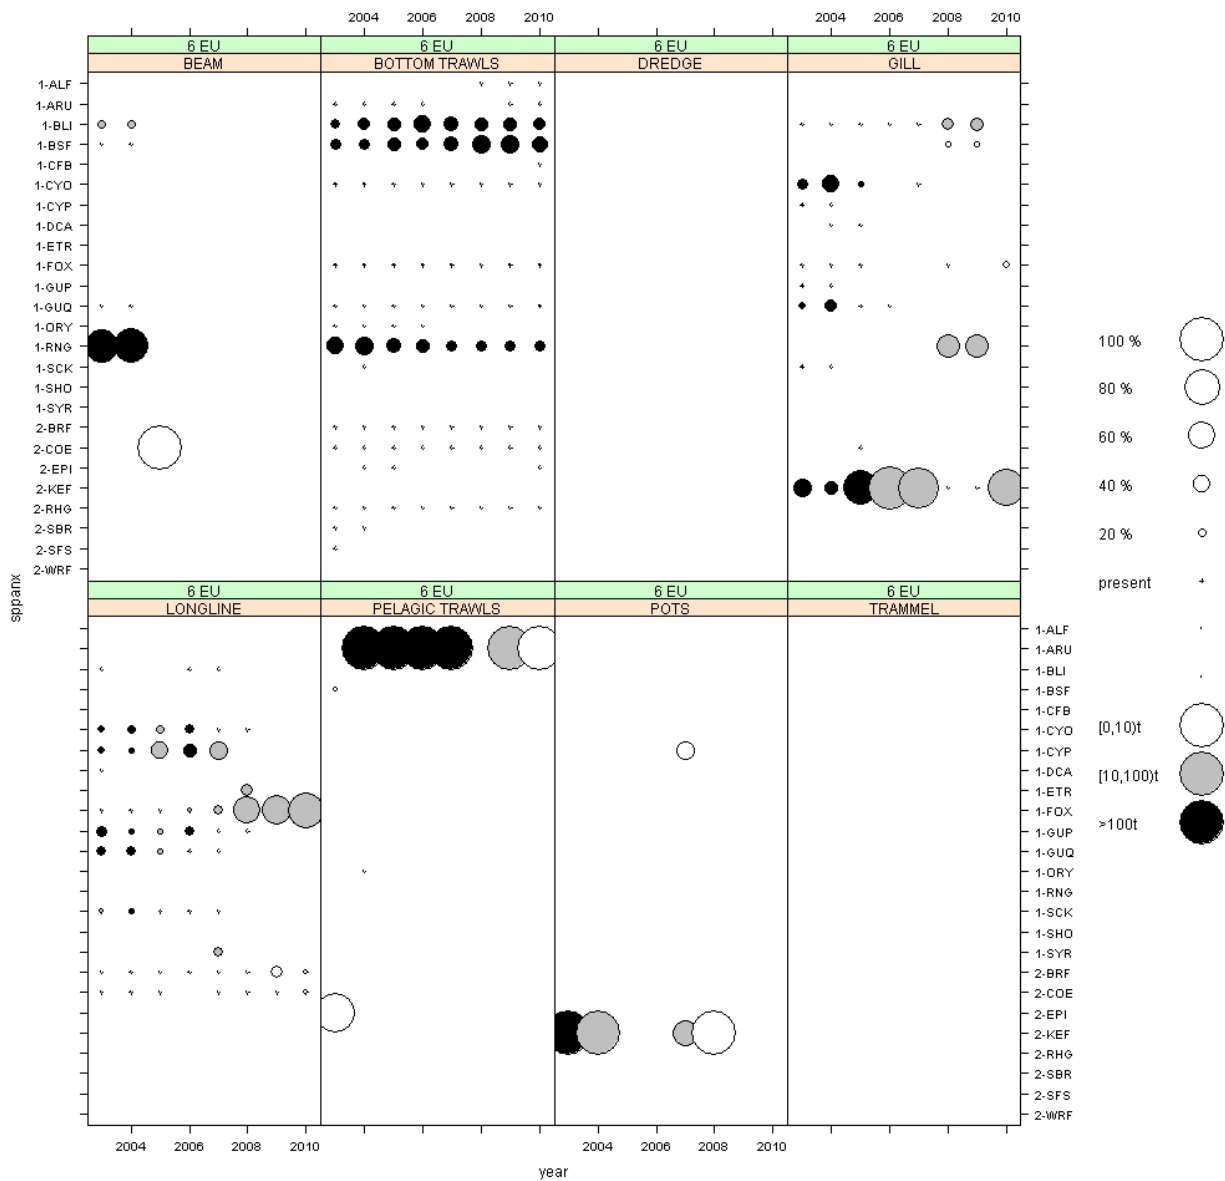 2004 2006 2008 2010 2004 2006 2008 2010
6 EU 6 EU 6 EU 6 EU
BEAM BOTTOM TRAWLS DREDGE GILL
1-ALF
1-ARU
1-BLI
1-BSF
1-CFB
1-CYO
1-CYP
1-DCA
1-ETR
1-FOX
1-GUP
1-GUQ
1-ORY
1-RNG
1-SCK
1-SHO
1-SYR
2-BRF
2-COE
2-EPI
2-KEF
2-RHG
2-SBR
2-SFS
2-WRF
sppanx
6 EU 6 EU 6 EU 6 EU
LONGLINE PELAGIC TRAWLS POTS TRAMMEL
1-ALF
1-ARU
1-BLI
1-BSF
1-CFB
1-CYO
1-CYP
1-DCA
1-ETR
1-FOX
1-GUP
1-GUQ
1-ORY
1-RNG
1-SCK
1-SHO
1-SYR
2-BRF
2-COE
2-EPI
2-KEF
2-RHG
2-SBR
2-SFS
2-WRF
2004 2006 2008 2010 2004 2006 2008 2010
year
100 %
80 %
60 %
40 %
20 %
present
[0,10)t
[10,100)t
>100t